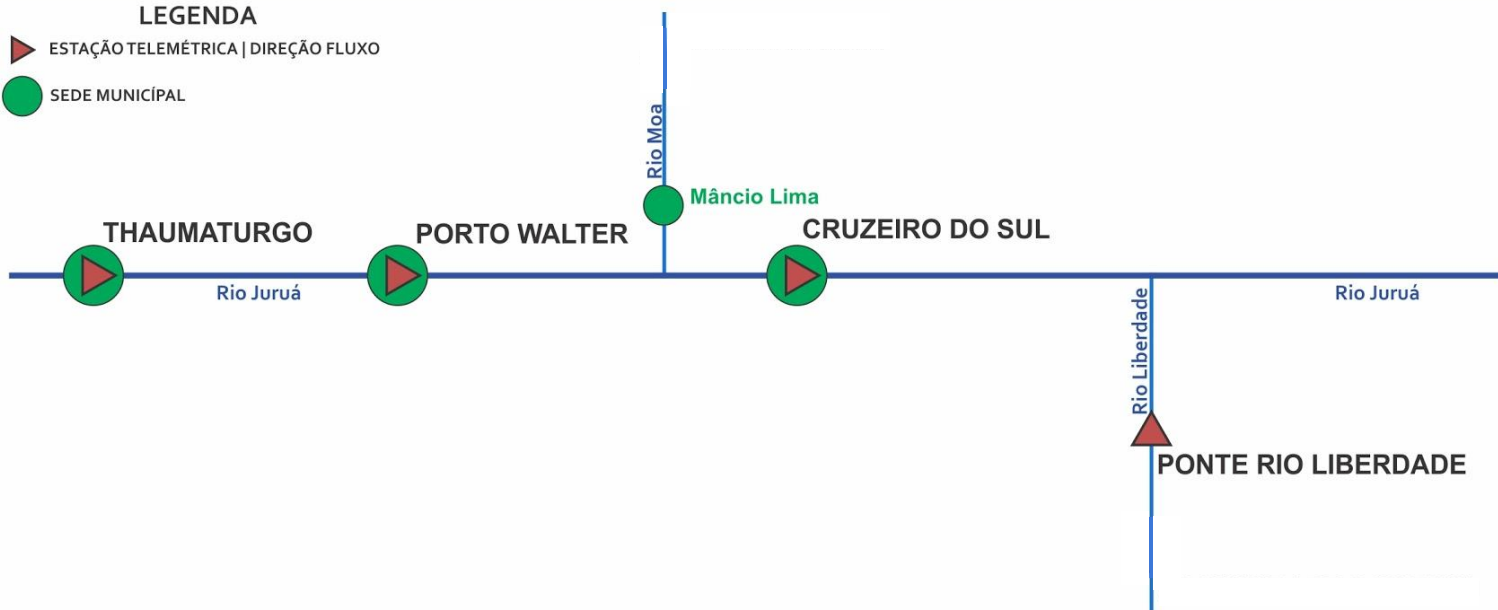 LEGENDA
ESTAÇÃO TELEMÉTRICA | DIREÇÃO FLUXO
SEDE MUNICÍPAL
Rio Moa
Mâncio Lima
THAUMATURGO
PORTO WALTER
CRUZEIRO DO SUL
Rio Juruá
Rio Juruá
Rio Liberdade
PONTE RIO LIBERDADE